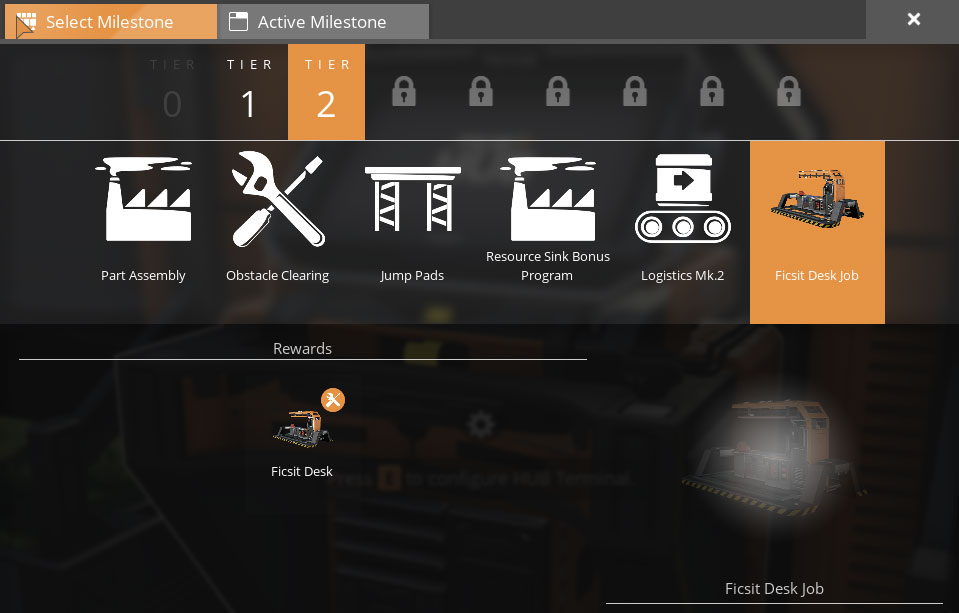 Select Milestone
Active Milestone
TIER
0
TIER
1
TIER
2
Part Assembly
Obstacle Clearing
Jump Pads
Resource Sink Bonus
Program
Logistics Mk.2
Ficsit Desk Job
Rewards
Ficsit Desk
Press E to configure HUB Terminal.
Ficsit Desk Job